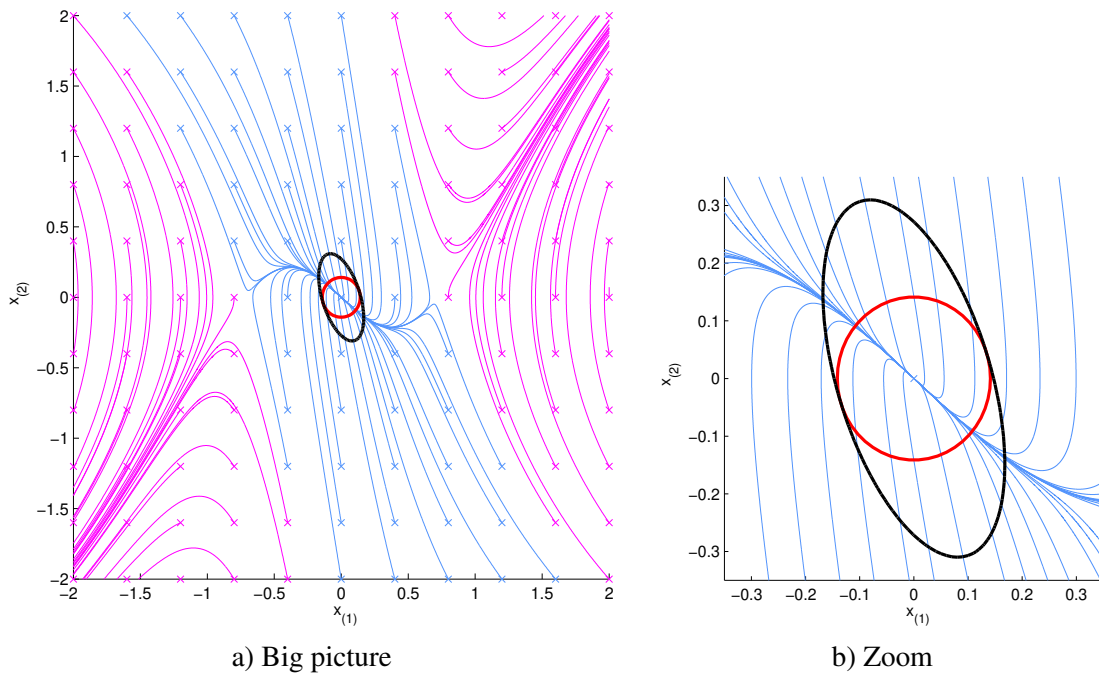 2
1.5
1
0.5
0
−0.5
−1
−1.5
−2
x(2)
−2 −1.5 −1 −0.5 0 0.5 1 1.5 2
x(1)
a) Big picture
0.3
0.2
0.1
0
−0.1
−0.2
−0.3
x(2)
−0.3 −0.2 −0.1 0 0.1 0.2 0.3
x(1)
b) Zoom